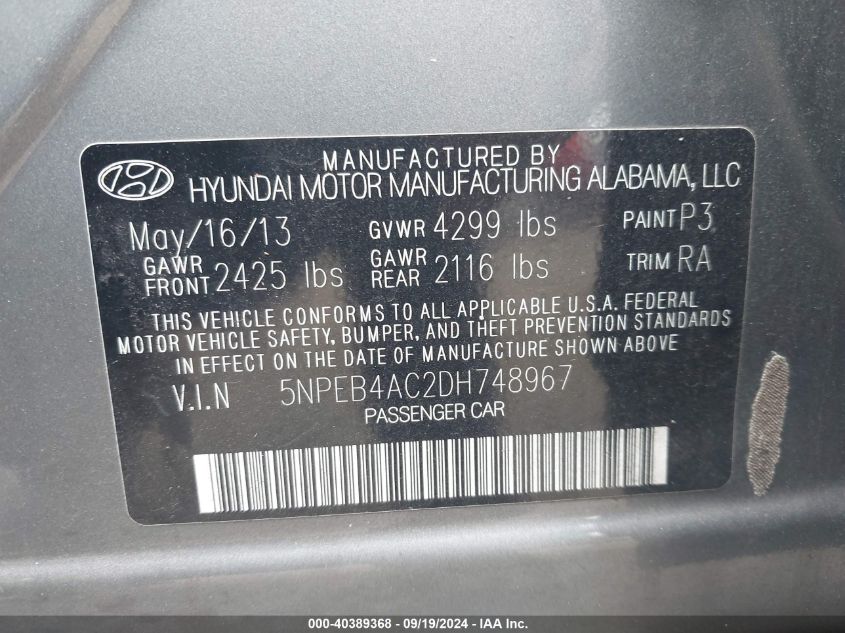 MANUFACTURED BY
HYUNDAI MOTOR MANUFACTURING ALABAMA, LLC
May/16/13 GVWR 4299 lbs PAINT P3
GAWR FRONT 2425 lbs GAWR REAR 2116 lbs TRIM RA
THIS VEHICLE CONFORMS TO ALL APPLICABLE U.S.A. FEDERAL
MOTOR VEHICLE SAFETY, BUMPER, AND THEFT PREVENTION STANDARDS
IN EFFECT ON THE DATE OF MANUFACTURE SHOWN ABOVE
V.I.N 5NPEB4AC2DH748967
PASSENGER CAR
000-40389368 - 09/19/2024 - IAA Inc.